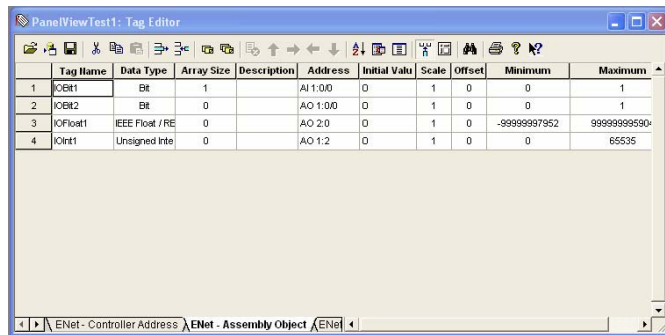 PanelViewTest1: Tag Editor
Tag Name Data Type Array Size Description Address Initial Valu Scale Offset Minimum Maximum
1 IOBit1 Bit 1 AI 1:0/0 0 1 0 0 1
2 IOBit2 Bit 0 AO 1:0/0 0 1 0 0 1
3 IOFloat1 IEEE Float / RE 0 AO 2:0 0 1 0 -99999997952 9999999590
4 IOInt1 Unsigned Inte 0 AO 1:2 0 1 0 0 65535
ENet - Controller Address ENet - Assembly Object ENet